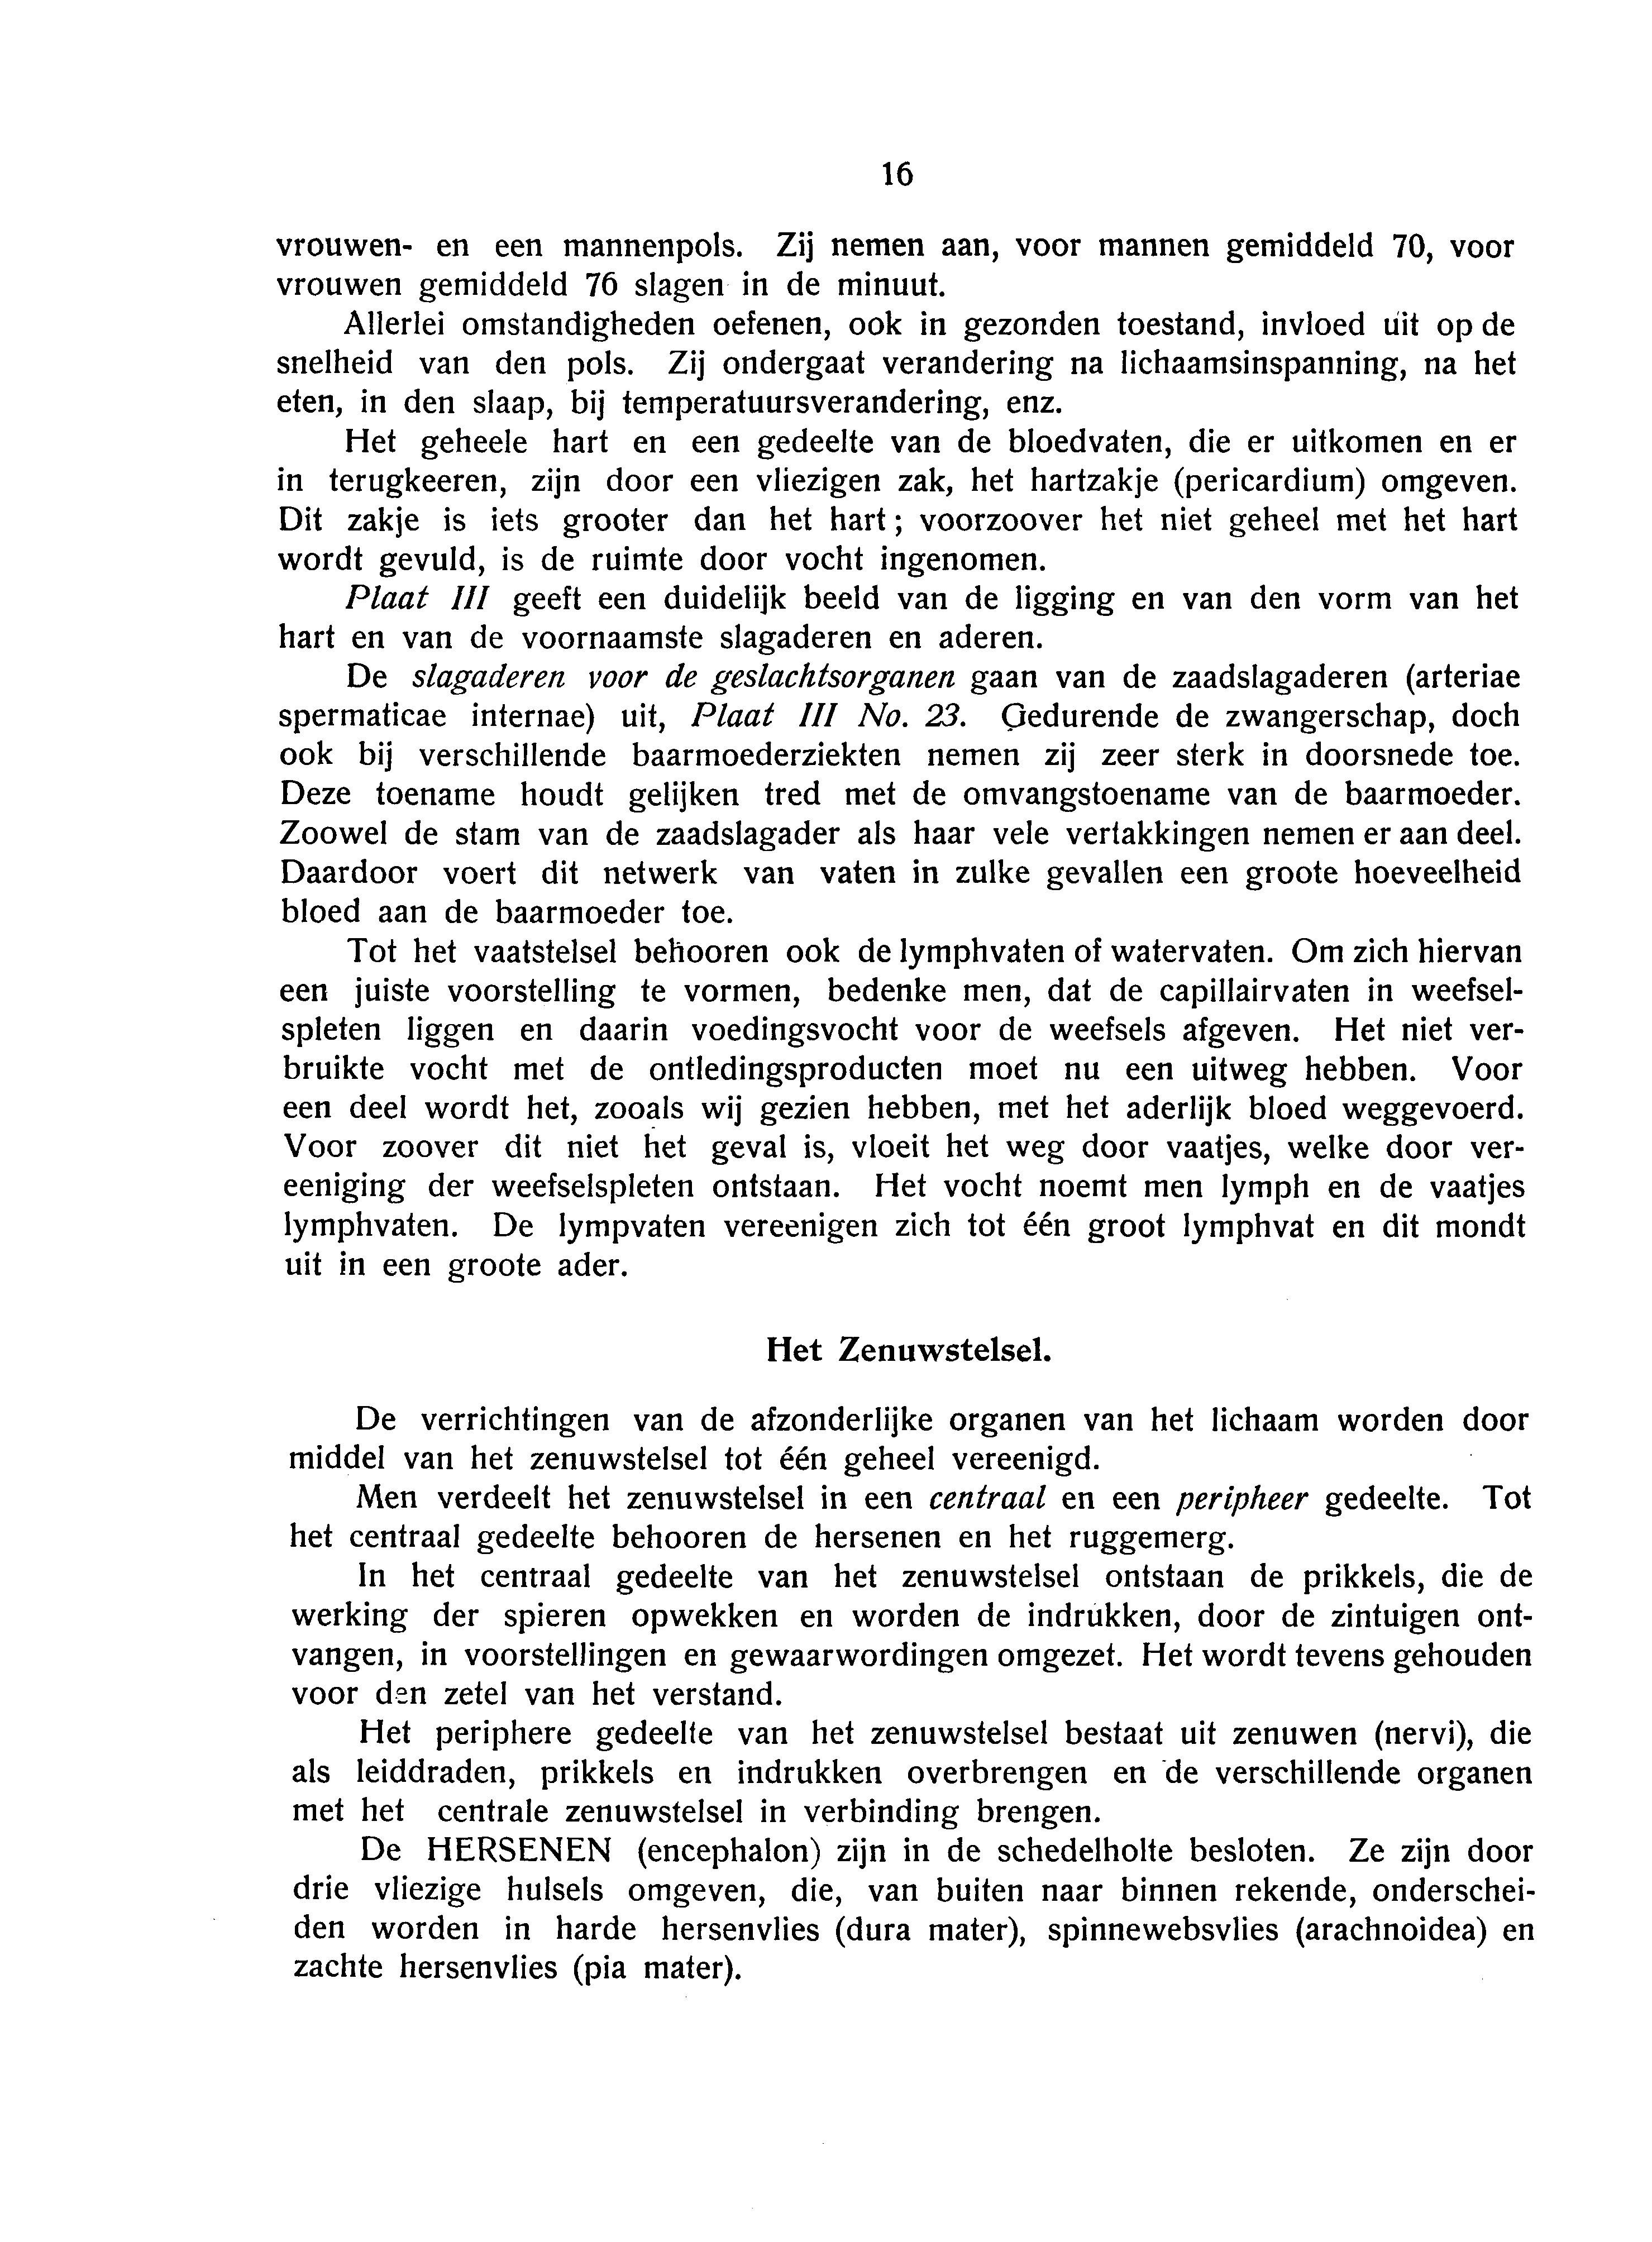 16
vrouwen- en een mannenpols. Zij nemen aan, voor mannen gemiddeld 70, voor
vrouwen gemiddeld 76 slagen in de minuut.
Allerlei omstandigheden oefenen, ook in gezonden toestand, invloed uit op de
snelheid van den pols. Zij ondergaat verandering na lichaamsinspanning, na het
eten, in den slaap, bij temperatuursverandering, enz.
Het geheele hart en een gedeelte van de bloedvaten, die er uitkomen en er
in terugkeeren, zijn door een vliezigen zak, het hartzakje (pericardium) omgeven.
Dit zakje is iets grooter dan het hart; voorzoover het niet geheel met het hart
wordt gevuld, is de ruimte door vocht ingenomen.
Plaat III geeft een duidelijk beeld van de ligging en van den vorm van het
hart en van de voornaamste slagaderen en aderen.
De slagaderen voor de geslachtsorganen gaan van de zaadslagaderen (arteriae
spermaticae internae) uit, Plaat III No. 23. Gedurende de zwangerschap, doch
ook bij verschillende baarmoederziekten nemen zij zeer sterk in doorsnede toe.
Deze toename houdt gelijken tred met de omvangstoename van de baarmoeder.
Zoowel de stam van de zaadslagader als haar vele vertakkingen nemen er aan deel.
Daardoor voert dit netwerk van vaten in zulke gevallen een groote hoeveelheid
bloed aan de baarmoeder toe.
Tot het vaatstelsel behooren ook de lymphvaten of watervaten. Om zich hiervan
een juiste voorstelling te vormen, bedenke men, dat de capillairvaten in weefsel-
spleten liggen en daarin voedingsvocht voor de weefsels afgeven. Het niet ver-
bruikte vocht met de ontledingsproducten moet nu een uitweg hebben. Voor
een deel wordt het, zooals wij gezien hebben, met het aderlijk bloed weggevoerd.
Voor zoover dit niet het geval is, vloeit het weg door vaatjes, welke door ver-
eeniging der weefselspleten ontstaan. Het vocht noemt men lymph en de vaatjes
lymphvaten. De lympvaten vereenigen zich tot één groot lymphvat en dit mondt
uit in een groote ader.
Het Zenuwstelsel.
De verrichtingen van de afzonderlijke organen van het lichaam worden door
middel van het zenuwstelsel tot één geheel vereenigd.
Men verdeelt het zenuwstelsel in een centraal en een peripheer gedeelte. Tot
het centraal gedeelte behooren de hersenen en het ruggemerg.
In het centraal gedeelte van het zenuwstelsel ontstaan de prikkels, die de
werking der spieren opwekken en worden de indrukken, door de zintuigen ont-
vangen, in voorstellingen en gewaarwordingen omgezet. Het wordt tevens gehouden
voor den zetel van het verstand.
Het periphere gedeelte van het zenuwstelsel bestaat uit zenuwen (nervi), die
als leiddraden, prikkels en indrukken overbrengen en de verschillende organen
met het centrale zenuwstelsel in verbinding brengen.
De HERSENEN (encephalon) zijn in de schedelholte besloten. Ze zijn door
drie vliezige hulsels omgeven, die, van buiten naar binnen rekende, onderschei-
den worden in harde hersenvlies (dura mater), spinnewebsvlies (arachnoidea) en
zachte hersenvlies (pia mater).